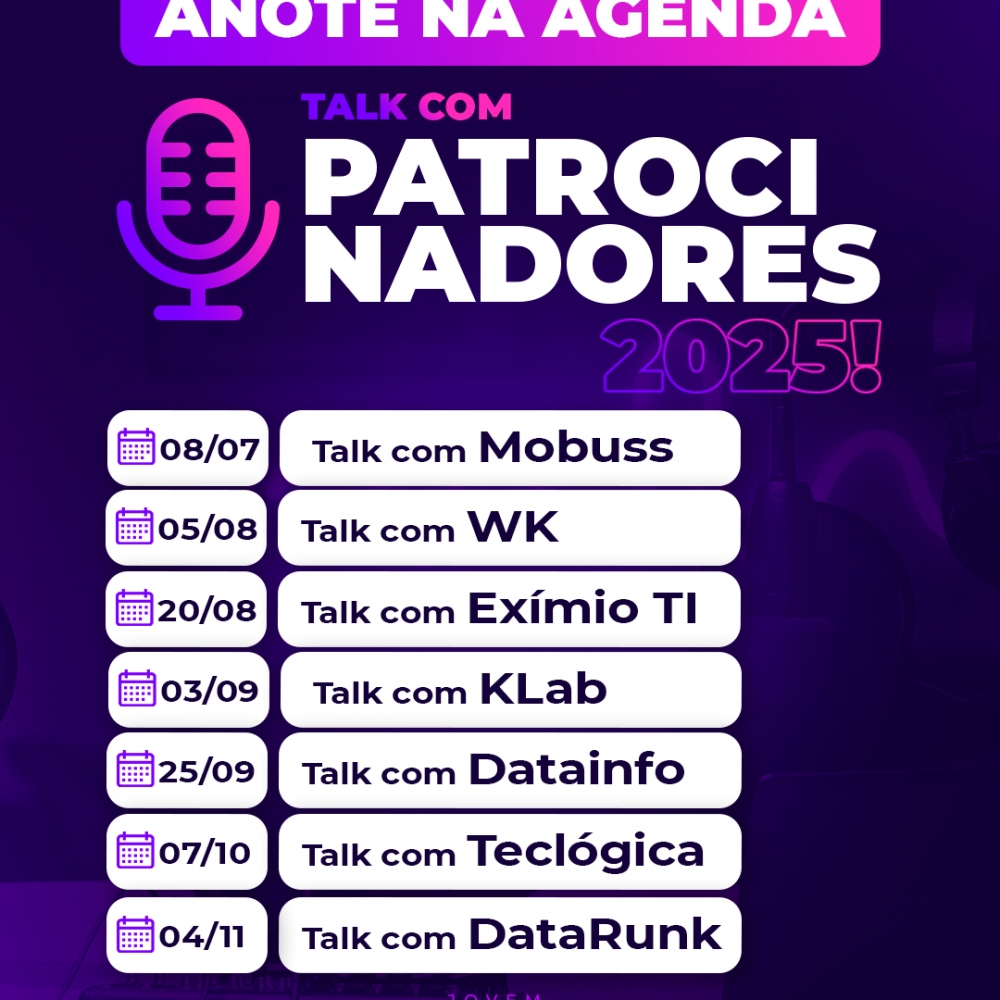 ANOTE NA AGENDA
TALK COM
PATROCI
NADORES
2025!
08/07 Talk com Mobuss
05/08 Talk com WK
20/08 Talk com Exímio TI
03/09 Talk com KLab
25/09 Talk com Datainfo
07/10 Talk com Teclógica
04/11 Talk com DataRunk
JOVEM